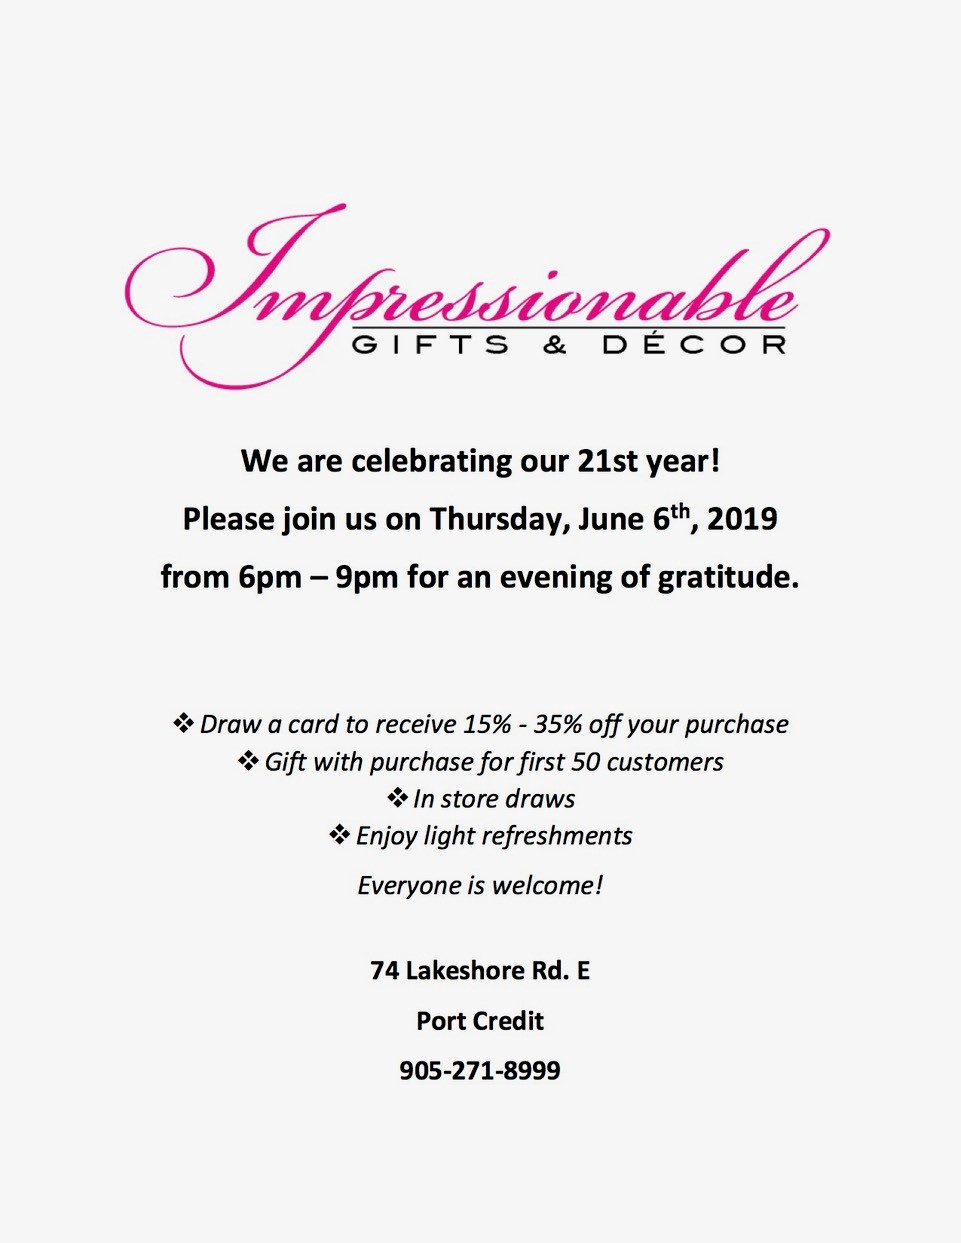 Impressionable
GIFTS & DÉCOR
We are celebrating our 21st year!
Please join us on Thursday, June 6th, 2019
from 6pm – 9pm for an evening of gratitude.
❖ Draw a card to receive 15% - 35% off your purchase
❖ Gift with purchase for first 50 customers
❖ In store draws
❖ Enjoy light refreshments
Everyone is welcome!
74 Lakeshore Rd. E
Port Credit
905-271-8999